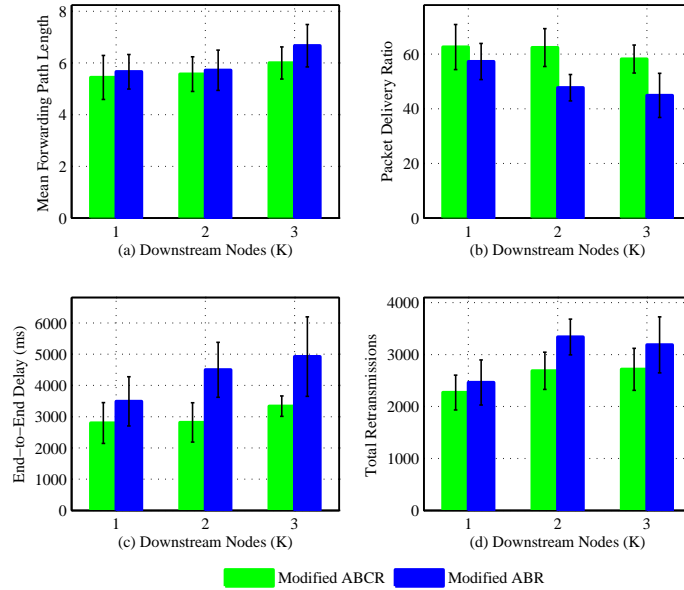 8
6
4
2
0
Mean Forwarding Path Length
1 2 3
(a) Downstream Nodes (K)
60
40
20
0
Packet Delivery Ratio
1 2 3
(b) Downstream Nodes (K)
6000
5000
4000
3000
2000
1000
0
End−to−End Delay (ms)
1 2 3
(c) Downstream Nodes (K)
4000
3000
2000
1000
0
Total Retransmissions
1 2 3
(d) Downstream Nodes (K)
Modified ABCR Modified ABR